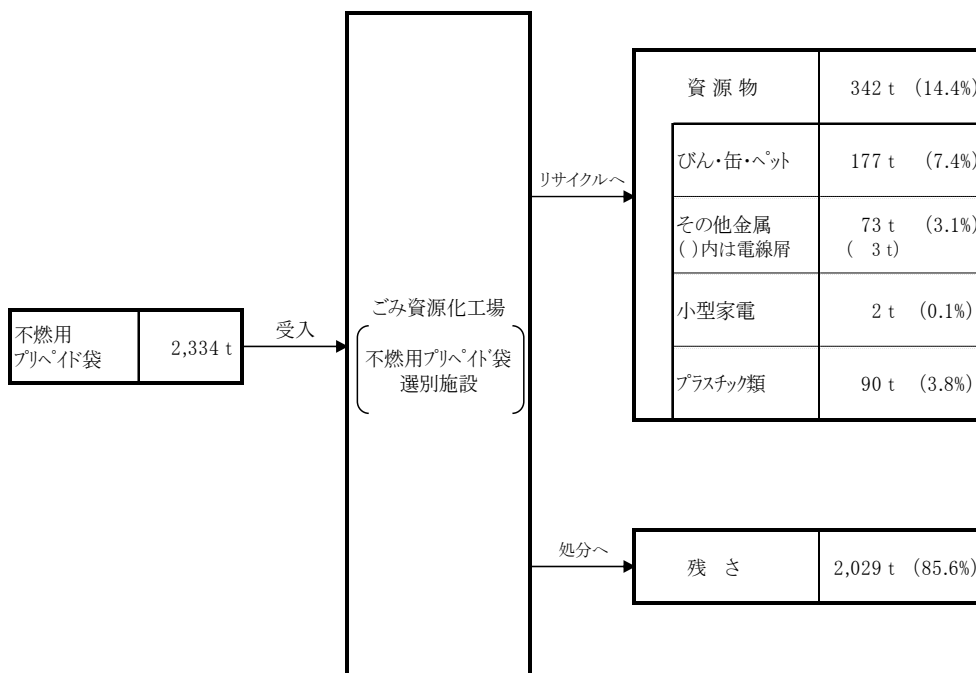 不燃用
プリペイド袋
2,334 t
受入
ごみ資源化工場
不燃用プリペイド袋
選別施設
リサイクルへ
資源物 342 t (14.4%)
びん・缶・ペット 177 t (7.4%)
その他金属 73 t (3.1%)
( )内は電線屑 ( 3 t)
小型家電 2 t (0.1%)
プラスチック類 90 t (3.8%)
処分へ
残さ 2,029 t (85.6%)